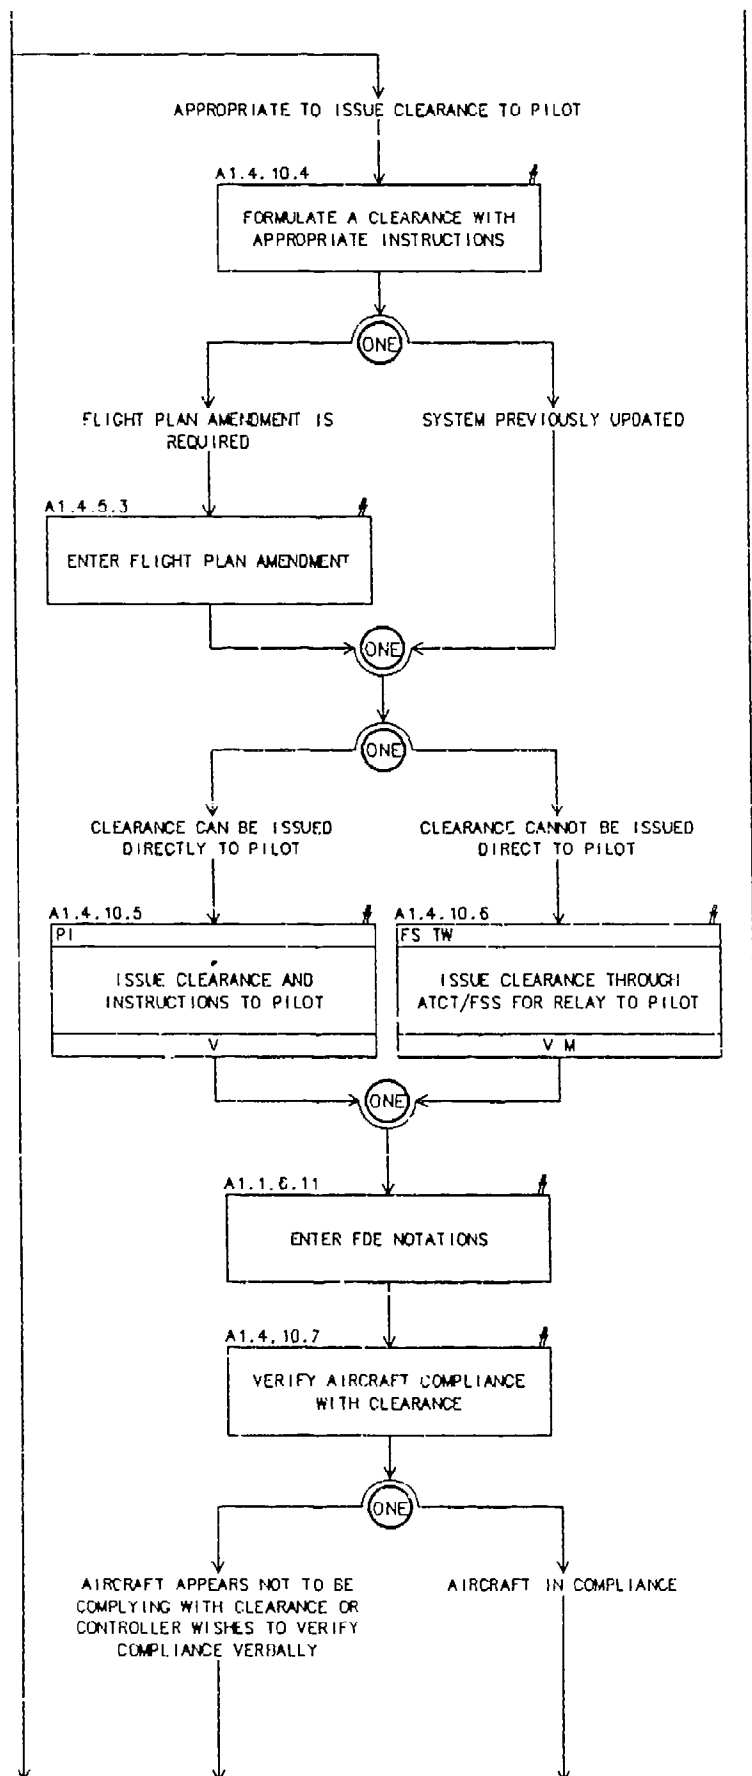 APPROPRIATE TO ISSUE CLEARANCE TO PILOT
A1.4.10.4
FORMULATE A CLEARANCE WITH
APPROPRIATE INSTRUCTIONS
ONE
FLIGHT PLAN AMENDMENT IS
REQUIRED
SYSTEM PREVIOUSLY UPDATED
A1.4.5.3
ENTER FLIGHT PLAN AMENDMENT
ONE
ONE
CLEARANCE CAN BE ISSUED
DIRECTLY TO PILOT
CLEARANCE CANNOT BE ISSUED
DIRECT TO PILOT
A1.4.10.5
PI
ISSUE CLEARANCE AND
INSTRUCTIONS TO PILOT
V
A1.4.10.6
FS TW
ISSUE CLEARANCE THROUGH
ATCT/FSS FOR RELAY TO PILOT
V M
ONE
A1.1.6.11
ENTER FDE NOTATIONS
A1.4.10.7
VERIFY AIRCRAFT COMPLIANCE
WITH CLEARANCE
ONE
AIRCRAFT APPEARS NOT TO BE
COMPLYING WITH CLEARANCE OR
CONTROLLER WISHES TO VERIFY
COMPLIANCE VERBALLY
AIRCRAFT IN COMPLIANCE